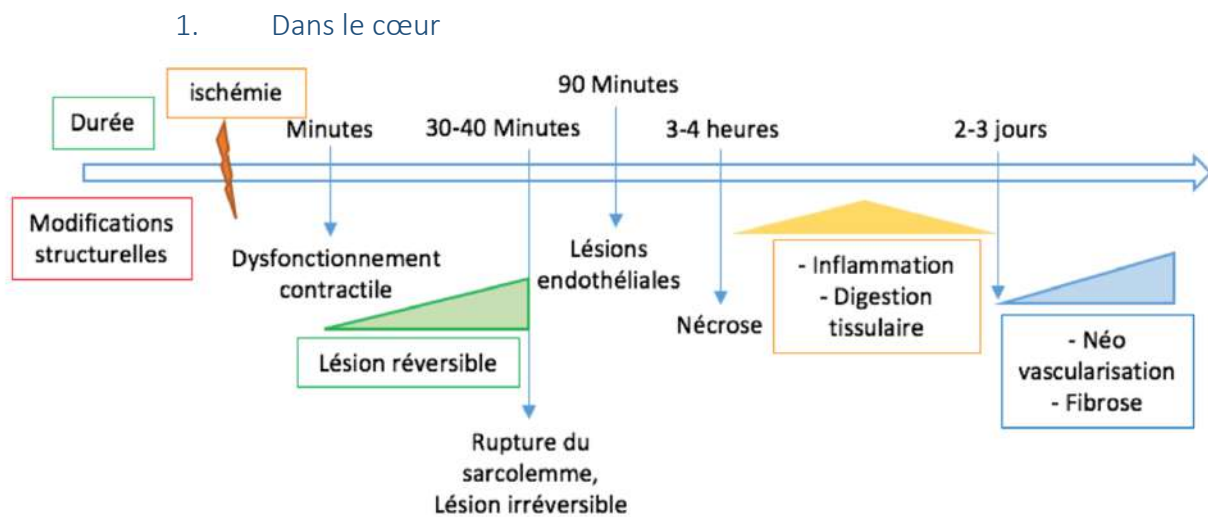 1. Dans le cœur
ischémie
90 Minutes
Durée
Minutes
30-40 Minutes
3-4 heures
2-3 jours
Modifications
structurelles
Dysfonctionnement
contractile
Lésions
endothéliales
- Inflammation
- Digestion
tissulaire
Nécrose
Lésion réversible
- Néo
vascularisation
- Fibrose
Rupture du
sarcolemme,
Lésion irréversible